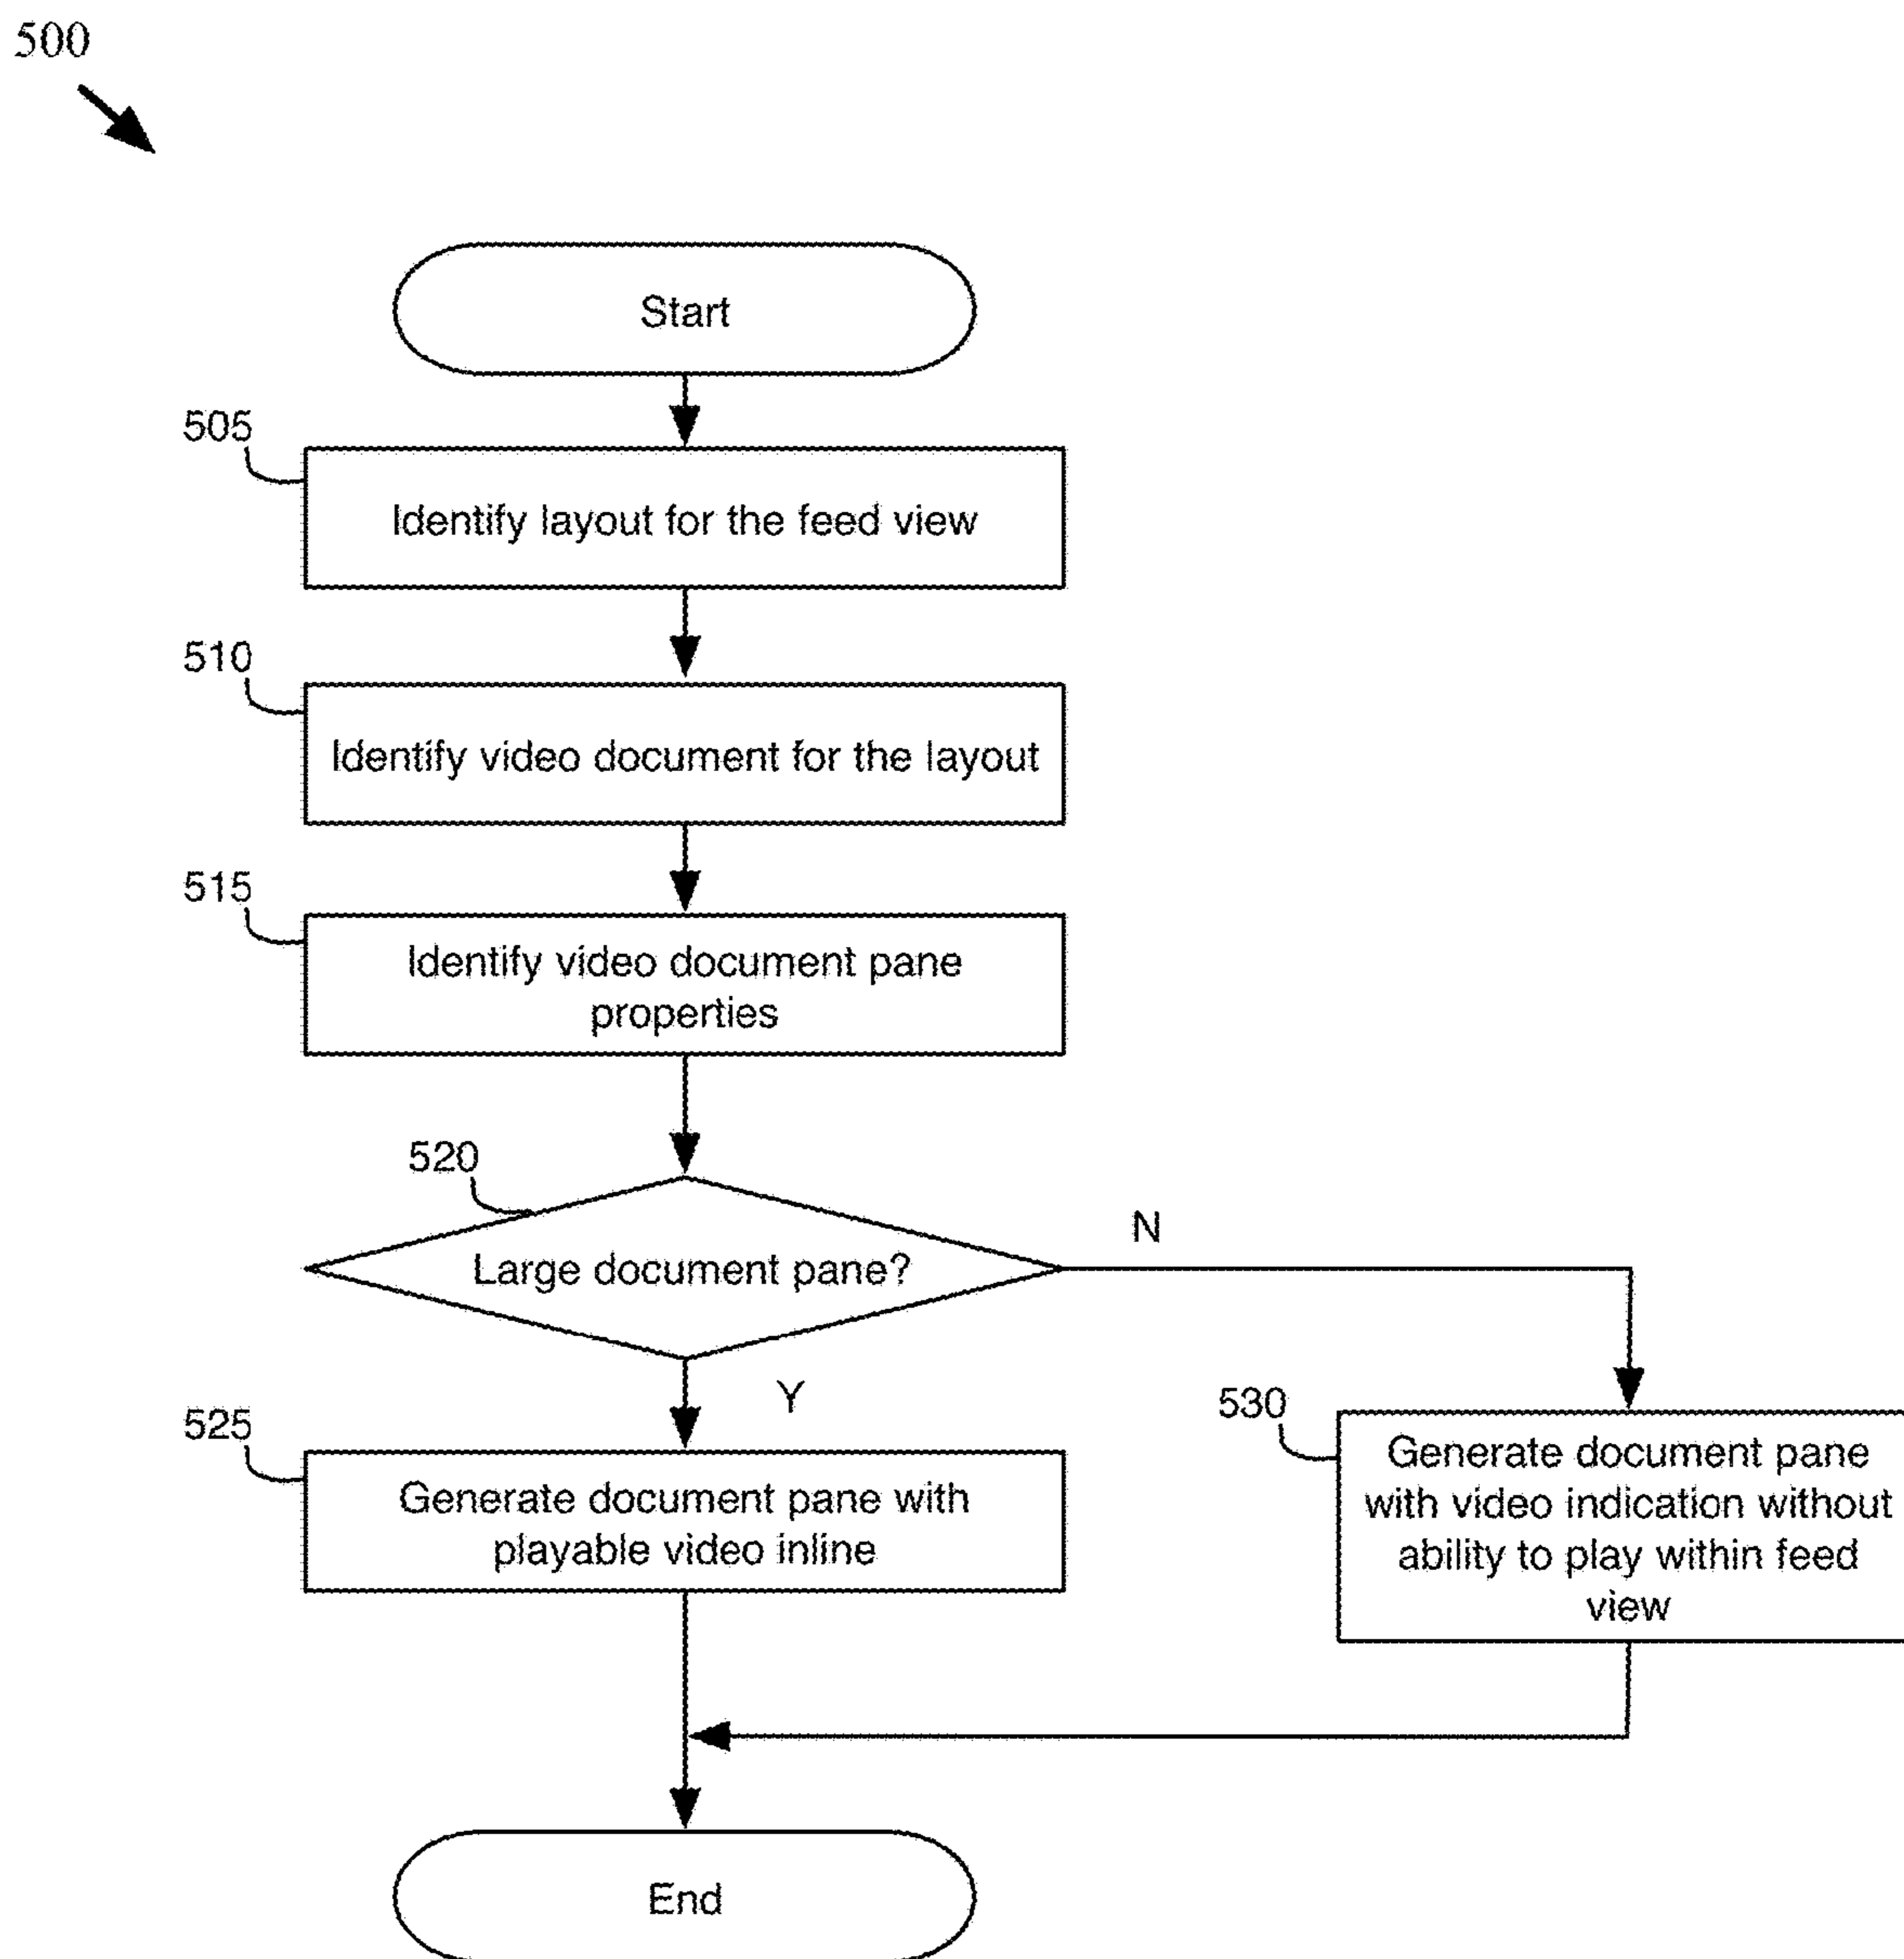 500
Start
505
Identify layout for the feed view
510
Identify video document for the layout
515
Identify video document pane
properties
520
Large document pane?
N
Y
525
Generate document pane with
playable video inline
530
Generate document pane
with video indication without
ability to play within feed
view
End